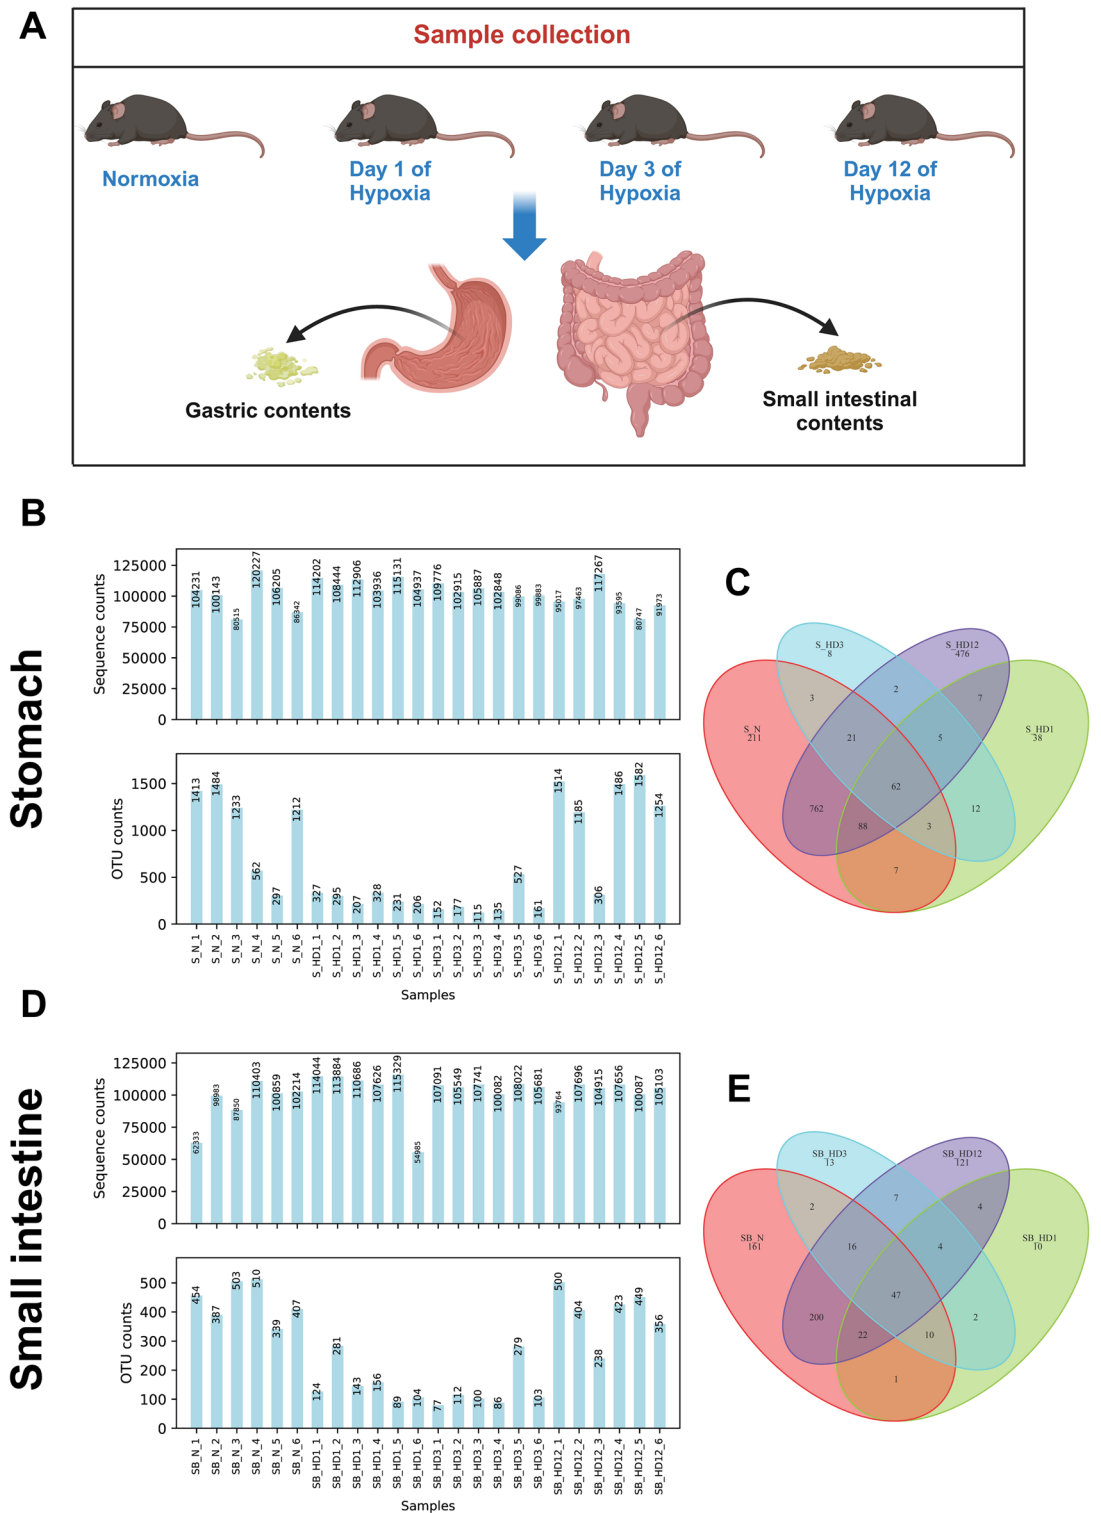 A
Sample collection
Normoxia
Day 1 of
Hypoxia
Day 3 of
Hypoxia
Day 12 of
Hypoxia
Gastric contents
Small intestinal
contents
B
Stomach
Sequence counts
125000
100000
75000
50000
25000
0
104231
100143
80515
120227
106205
86342
114202
108444
112906
103936
115131
104937
109776
102915
105887
102848
99086
99883
95017
97463
117267
93595
80747
91973
OTU counts
1500
1000
500
0
1413
1484
1233
562
297
1212
327
295
207
328
231
206
152
177
115
135
527
161
1514
1185
306
1486
1582
1254
S_N_1
S_N_2
S_N_3
S_N_4
S_N_5
S_N_6
S_HD1_1
S_HD1_2
S_HD1_3
S_HD1_4
S_HD1_5
S_HD1_6
S_HD3_1
S_HD3_2
S_HD3_3
S_HD3_4
S_HD3_5
S_HD3_6
S_HD12_1
S_HD12_2
S_HD12_3
S_HD12_4
S_HD12_5
S_HD12_6
Samples
C
S_HD3
8
S_HD12
476
S_N
211
S_HD1
38
3
2
7
21
5
62
762
88
3
12
7
D
Small intestine
Sequence counts
125000
100000
75000
50000
25000
0
62333
98983
87850
110403
100859
102214
114044
113884
110686
107626
115329
54985
107091
105549
107741
100082
108022
105681
93764
107696
104915
107656
100087
105103
OTU counts
500
400
300
200
100
0
454
387
503
510
339
407
124
281
143
156
89
104
77
112
100
86
279
103
500
404
238
423
449
356
SB_N_1
SB_N_2
SB_N_3
SB_N_4
SB_N_5
SB_N_6
SB_HD1_1
SB_HD1_2
SB_HD1_3
SB_HD1_4
SB_HD1_5
SB_HD1_6
SB_HD3_1
SB_HD3_2
SB_HD3_3
SB_HD3_4
SB_HD3_5
SB_HD3_6
SB_HD12_1
SB_HD12_2
SB_HD12_3
SB_HD12_4
SB_HD12_5
SB_HD12_6
Samples
E
SB_HD3
13
SB_HD12
121
SB_N
161
SB_HD1
10
2
7
4
16
4
47
200
22
10
2
1